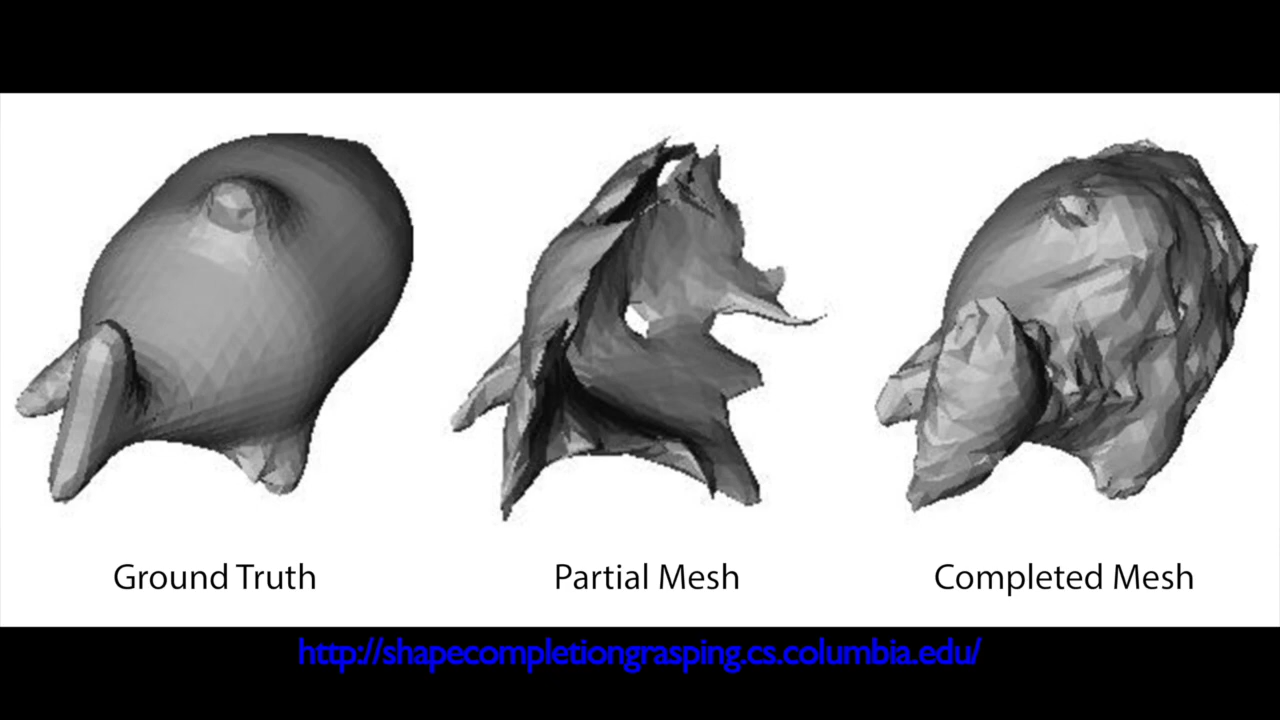 Ground Truth
Partial Mesh
Completed Mesh
http://shapecompletiongrasping.cs.columbia.edu/